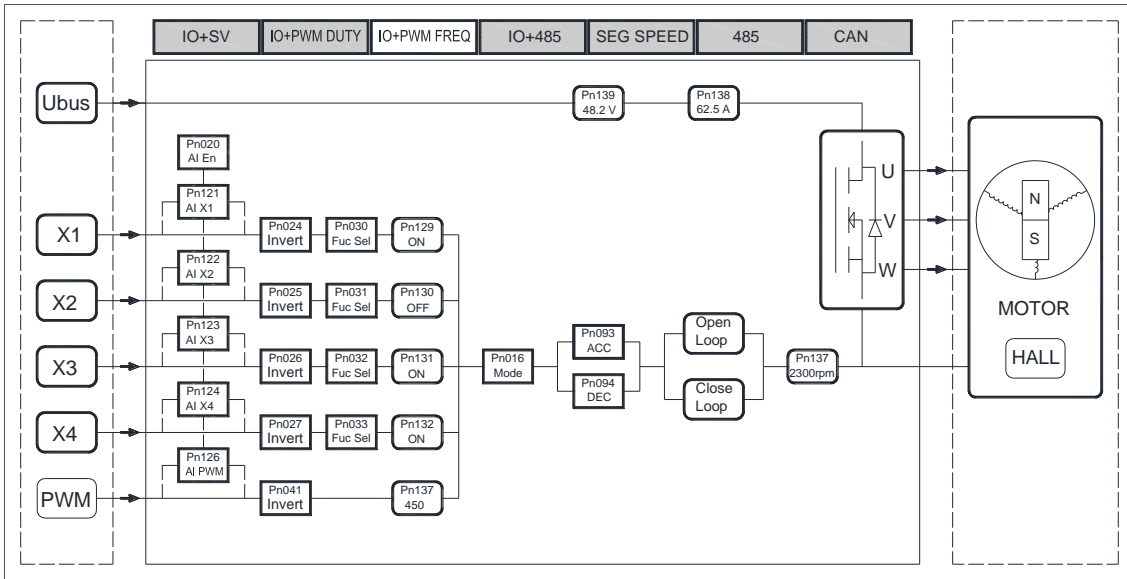 IO+SV
IO+PWM DUTY
IO+PWM FREQ
IO+485
SEG SPEED
485
CAN
Ubus
Pn139
48.2 V
Pn138
62.5 A
Pn020
AI En
Pn121
AI X1
X1
Pn024
Invert
Pn030
Fuc Sel
Pn129
ON
Pn122
AI X2
X2
Pn025
Invert
Pn031
Fuc Sel
Pn130
OFF
Pn123
AI X3
X3
Pn026
Invert
Pn032
Fuc Sel
Pn131
ON
Pn124
AI X4
X4
Pn027
Invert
Pn033
Fuc Sel
Pn132
ON
Pn126
AI PWM
PWM
Pn041
Invert
Pn137
450
Pn016
Mode
Pn093
ACC
Pn094
DEC
Open
Loop
Close
Loop
Pn137
2300rpm
U
V
W
N
S
MOTOR
HALL